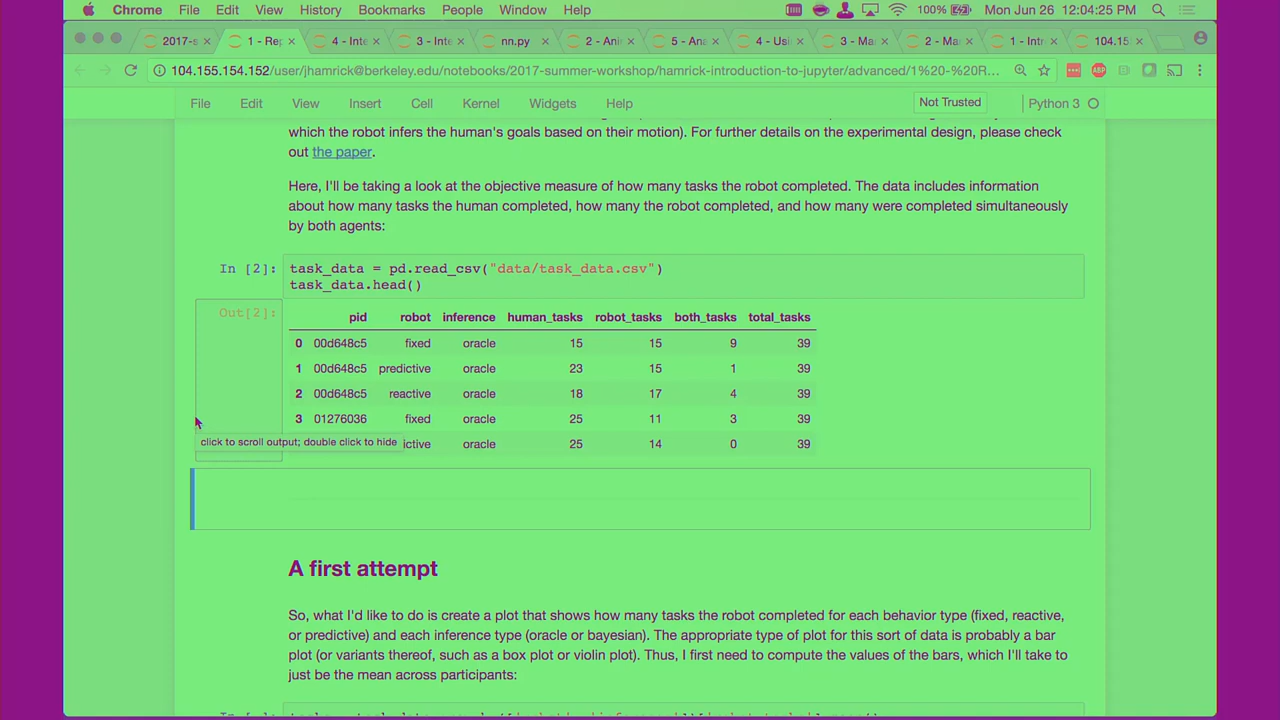 Chrome File Edit View History Bookmarks People Window Help 100% Mon Jun 26 12:04:25 PM
2017-s × 1 - Rep × 4 - Inte × 3 - Inte × nn.py × 2 - Ani × 5 - Ana × 4 - Usi × 3 - Ma × 2 - Ma × 1 - Intr × 104.15 ×
104.155.154.152/user/jhamrick@berkeley.edu/notebooks/2017-summer-workshop/hamrick-introduction-to-jupyter/advanced/1%20-%20R... ABP
File Edit View Insert Cell Kernel Widgets Help Not Trusted Python 3
which the robot infers the human's goals based on their motion). For further details on the experimental design, please check
out the paper.
Here, I'll be taking a look at the objective measure of how many tasks the robot completed. The data includes information
about how many tasks the human completed, how many the robot completed, and how many were completed simultaneously
by both agents:
In [2]: task_data = pd.read_csv("data/task_data.csv")
task_data.head()
Out[2]:
pid robot inference human_tasks robot_tasks both_tasks total_tasks
0 00d648c5 fixed oracle 15 15 9 39
1 00d648c5 predictive oracle 23 15 1 39
2 00d648c5 reactive oracle 18 17 4 39
3 01276036 fixed oracle 25 11 3 39
click to scroll output; double click to hide ictive oracle 25 14 0 39
A first attempt
So, what I'd like to do is create a plot that shows how many tasks the robot completed for each behavior type (fixed, reactive,
or predictive) and each inference type (oracle or bayesian). The appropriate type of plot for this sort of data is probably a bar
plot (or variants thereof, such as a box plot or violin plot). Thus, I first need to compute the values of the bars, which I'll take to
just be the mean across participants: